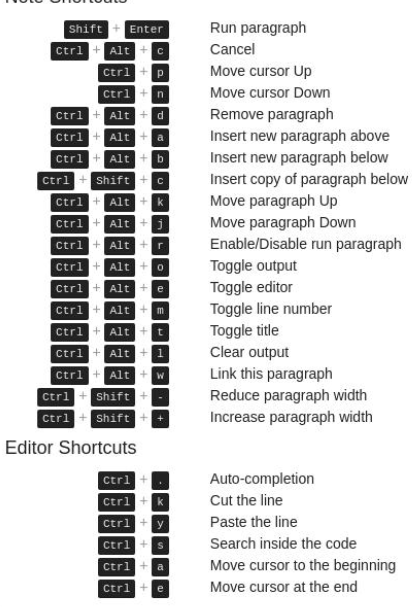 Note Shortcuts
Shift + Enter Run paragraph
Ctrl + Alt + c Cancel
Ctrl + p Move cursor Up
Ctrl + n Move cursor Down
Ctrl + Alt + d Remove paragraph
Ctrl + Alt + a Insert new paragraph above
Ctrl + Alt + b Insert new paragraph below
Ctrl + Shift + c Insert copy of paragraph below
Ctrl + Alt + k Move paragraph Up
Ctrl + Alt + j Move paragraph Down
Ctrl + Alt + r Enable/Disable run paragraph
Ctrl + Alt + o Toggle output
Ctrl + Alt + e Toggle editor
Ctrl + Alt + m Toggle line number
Ctrl + Alt + t Toggle title
Ctrl + Alt + l Clear output
Ctrl + Alt + w Link this paragraph
Ctrl + Shift + - Reduce paragraph width
Ctrl + Shift + + Increase paragraph width
Editor Shortcuts
Ctrl + . Auto-completion
Ctrl + k Cut the line
Ctrl + y Paste the line
Ctrl + s Search inside the code
Ctrl + a Move cursor to the beginning
Ctrl + e Move cursor at the end